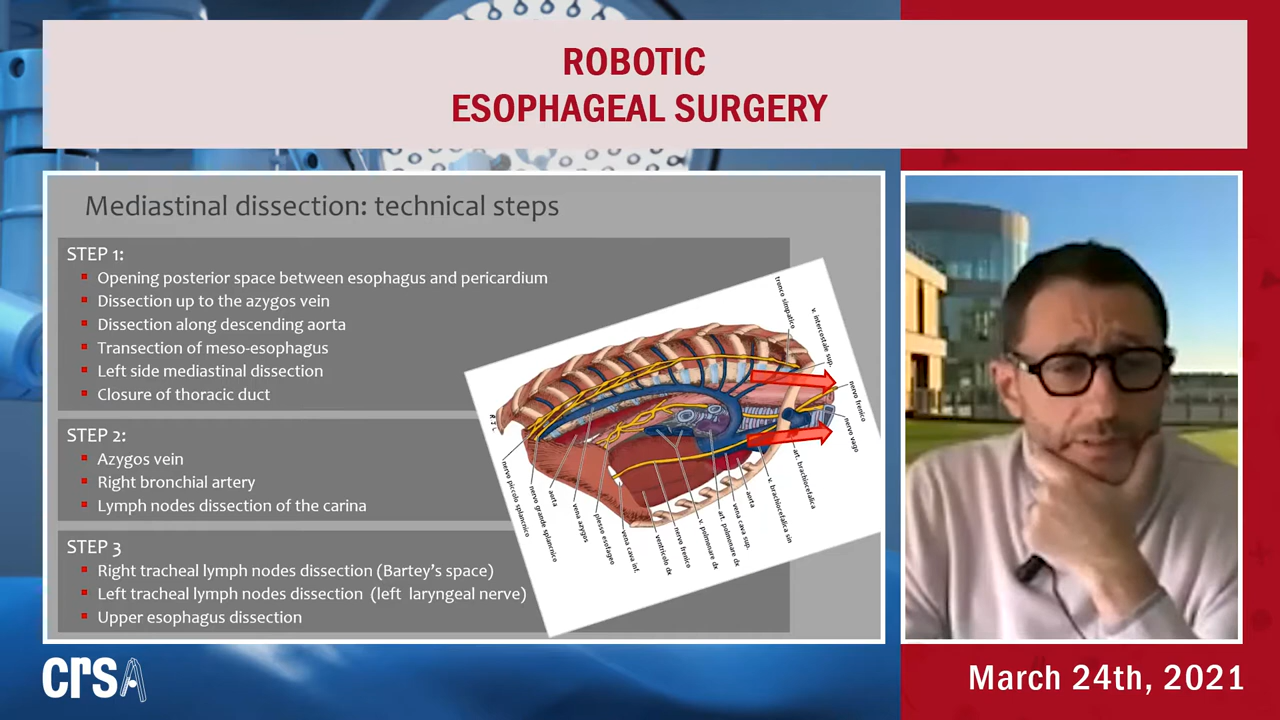 ROBOTIC
ESOPHAGEAL SURGERY
Mediastinal dissection: technical steps
STEP 1:
Opening posterior space between esophagus and pericardium
Dissection up to the azygos vein
Dissection along descending aorta
Transection of meso-esophagus
Left side mediastinal dissection
Closure of thoracic duct
STEP 2:
Azygos vein
Right bronchial artery
Lymph nodes dissection of the carina
STEP 3
Right tracheal lymph nodes dissection (Bartey's space)
Left tracheal lymph nodes dissection (left laryngeal nerve)
Upper esophagus dissection
tronco simpatico
v. intercostale sup.
nervo frenico
nervo vago
art. brachiocefalica
v. brachiocefalica sin
aorta
vena cava sup.
art. pulmonare dx
v. pulmonare dx
nervo frenico
ventricolo dx
vena cava inf.
plesso esofageo
vena azygos
aorta
nervo grande splancnico
nervo piccolo splancnico
crsA
March 24th, 2021